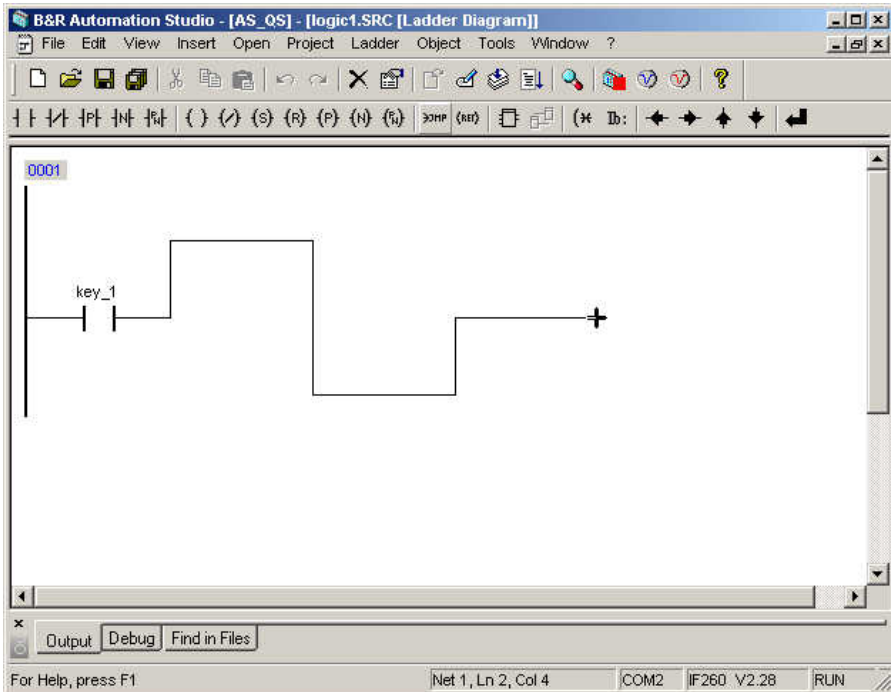 B&R Automation Studio - [AS_QS] - [logic1.SRC [Ladder Diagram]]
File Edit View Insert Open Project Ladder Object Tools Window ?
0001
key_1
Output Debug Find in Files
For Help, press F1 Net 1, Ln 2, Col 4 COM2 IF260 V2.28 RUN